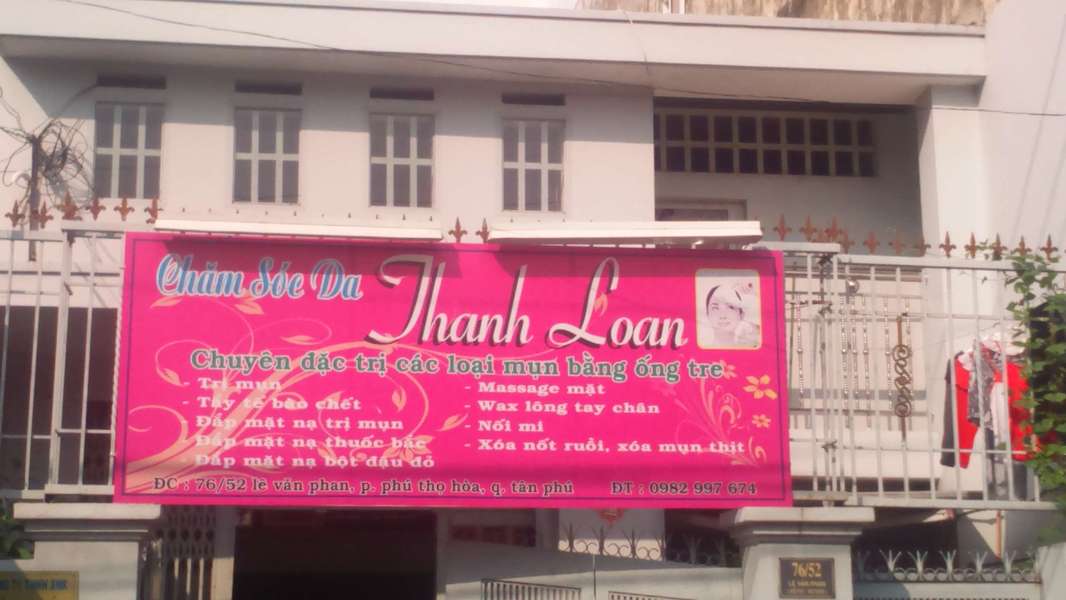 Chăm Sóc Da
Thanh Loan
Chuyên đặc trị các loại mụn bằng ống tre
- Trị mụn
- Tẩy tế bào chết
- Đắp mặt nạ trị mụn
- Đắp mặt nạ thuốc bắc
- Đắp mặt nạ bột đậu đỏ
- Massage mặt
- Wax lông tay chân
- Nối mi
- Xóa nốt ruồi, xóa mụn thịt
ĐC : 76/52 lê văn phan, p. phú thọ hòa, q. tân phú
ĐT : 0982 997 674
76/52